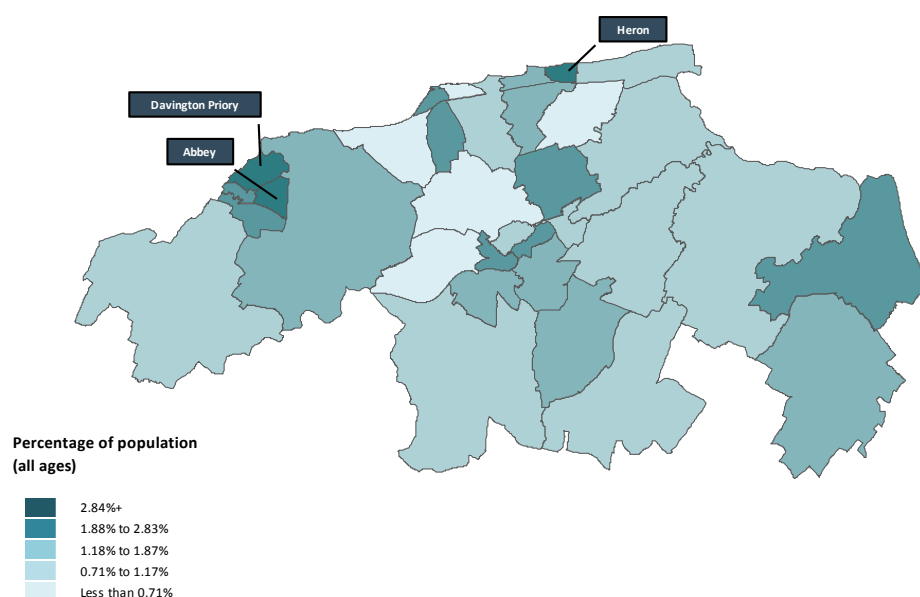 Heron
Davington Priory
Abbey
Percentage of population
(all ages)
2.84%+
1.88% to 2.83%
1.18% to 1.87%
0.71% to 1.17%
Less than 0.71%